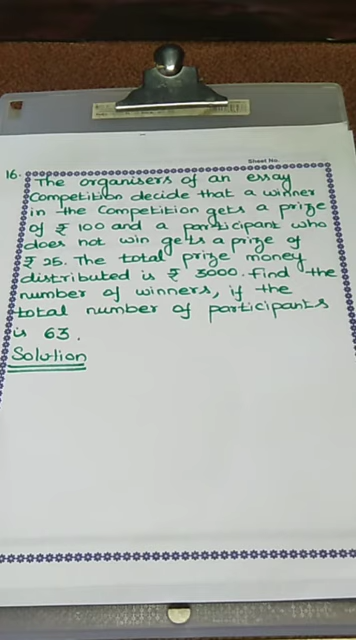 Sheet No.
16. The organisers of an essay
Competition decide that a winner
in the Competition gets a prize
of ₹ 100 and a participant who
does not win gets a prize of
₹ 25. The total prize money
distributed is ₹ 3000. Find the
number of winners, if the
total number of participants
is 63.
Solution